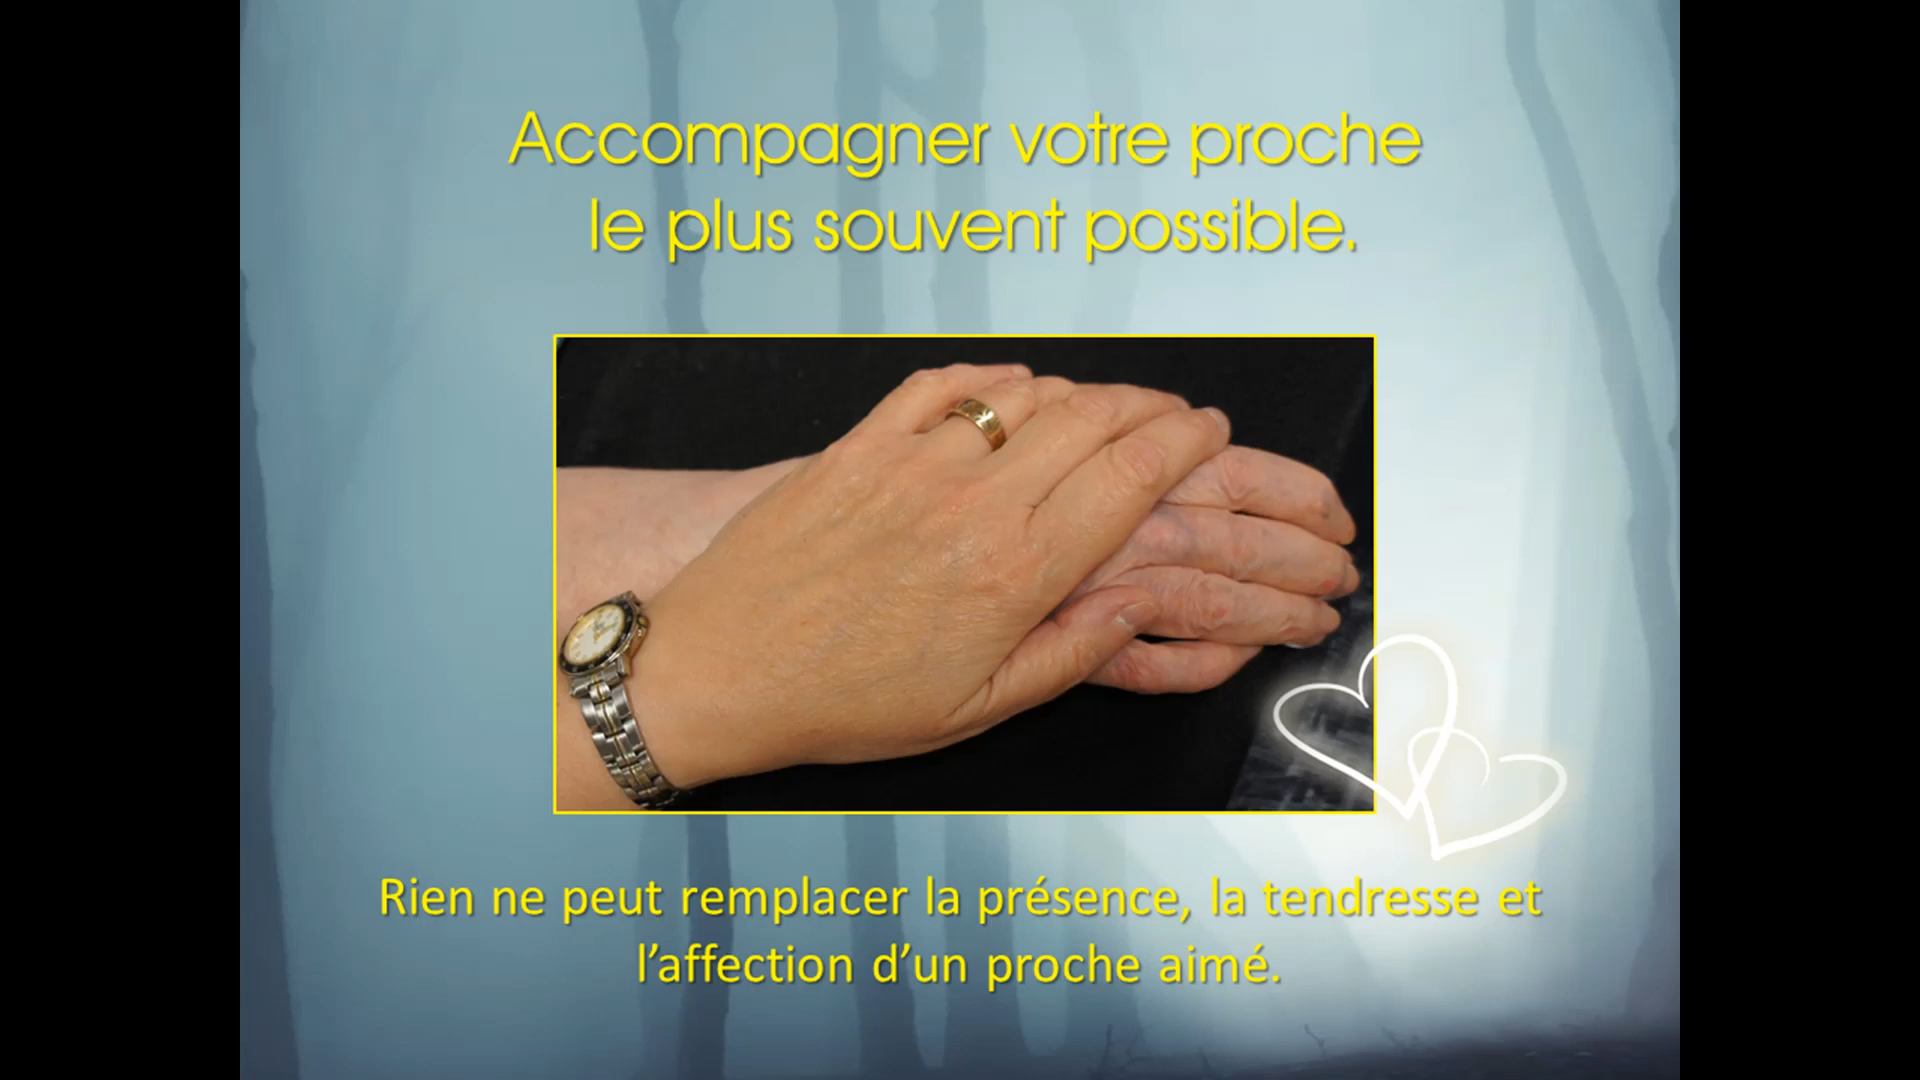 Accompagner votre proche
le plus souvent possible.
Rien ne peut remplacer la présence, la tendresse et
l’affection d’un proche aimé.